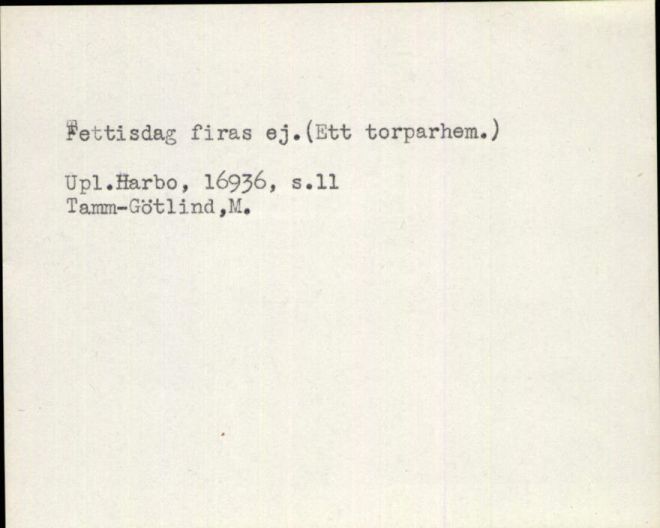 Fettisdag firas ej.(Ett torparhem.)
Upl.Harbo, 16936, s.11
Tamm-Götlind,M.